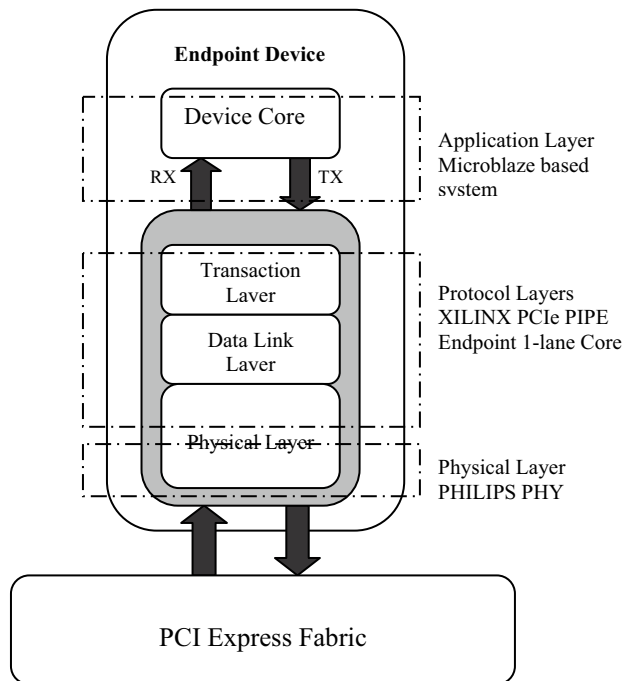 Endpoint Device
Device Core
RX
TX
Application Layer
Microblaze based
system
Transaction
Layer
Data Link
Layer
Protocol Layers
XILINX PCIe PIPE
Endpoint 1-lane Core
Physical Layer
Physical Layer
PHILIPS PHY
PCI Express Fabric